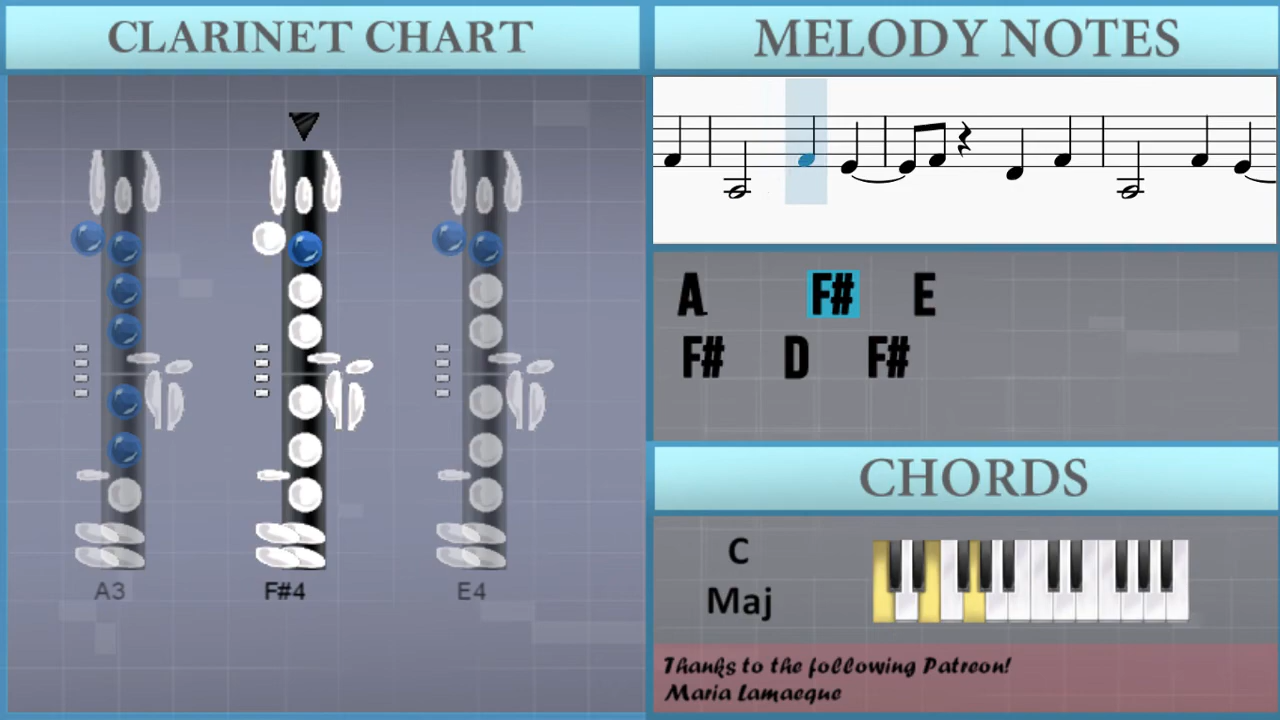 CLARINET CHART
A3
F#4
E4
MELODY NOTES
A F# E
F# D F#
CHORDS
C
Maj
Thanks to the following Patreon!
Maria Lamaeque